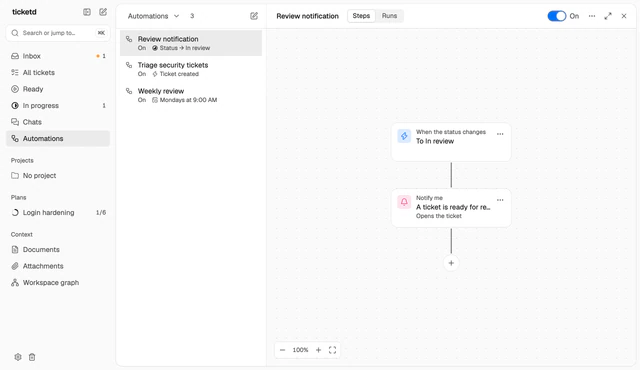 ticketd
Search or jump to... ⌘K
Inbox 1
All tickets
Ready
In progress 1
Chats
Automations
Projects
No project
Plans
Login hardening 1/6
Context
Documents
Attachments
Workspace graph
Automations 3
Review notification
On Status → In review
Triage security tickets
On Ticket created
Weekly review
On Mondays at 9:00 AM
Review notification Steps Runs On
When the status changes
To In review
Notify me
A ticket is ready for re...
Opens the ticket
100%